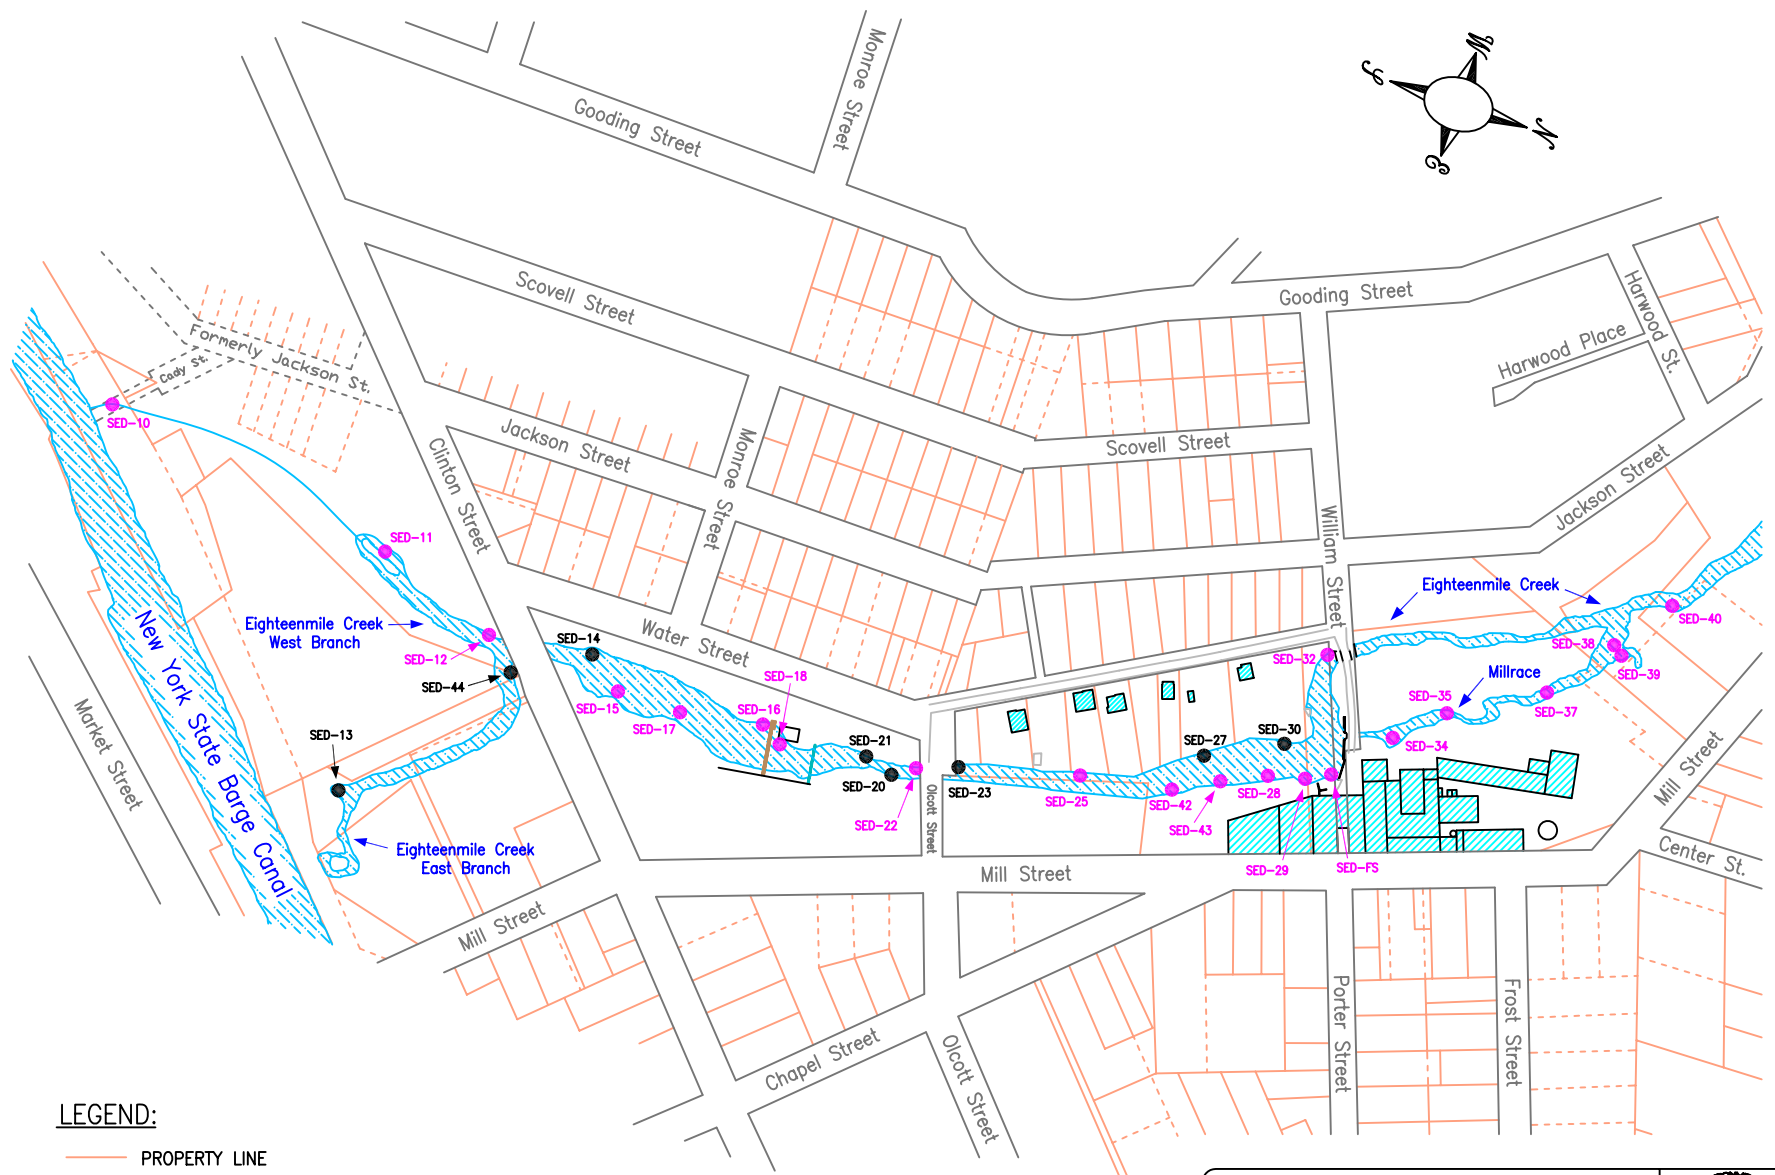 Monroe Street
Gooding Street
W
S
N
E
Scovell Street
Gooding Street
Harwood St.
Harwood Place
Formerly Jackson St.
Cady St.
SED-10
Jackson Street
Clinton Street
Monroe Street
Scovell Street
Jackson Street
William Street
SED-11
Eighteenmile Creek
West Branch
SED-12
SED-44
SED-13
New York State Barge Canal
Market Street
Eighteenmile Creek
East Branch
Mill Street
SED-14
Water Street
SED-15
SED-17
SED-16
SED-18
SED-21
SED-20
SED-22
Olcott Street
SED-23
SED-25
SED-42
SED-43
SED-27
SED-28
SED-30
SED-29
SED-FS
SED-32
Eighteenmile Creek
SED-40
SED-38
SED-39
Millrace
SED-35
SED-37
SED-34
Mill Street
Center St.
Mill Street
Chapel Street
Olcott Street
Porter Street
Frost Street
LEGEND:
PROPERTY LINE